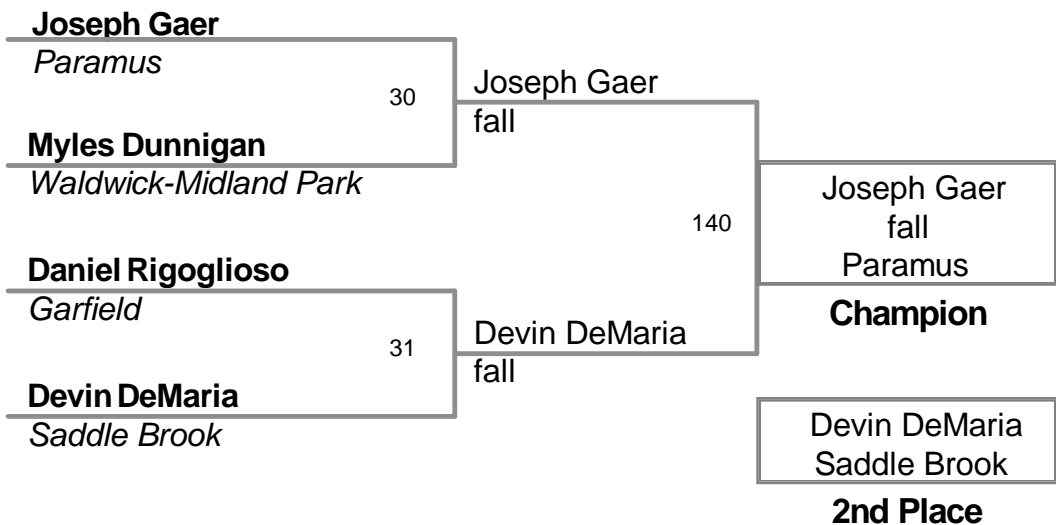 Joseph Gaer
Paramus
30
Myles Dunnigan
Waldwick-Midland Park
Joseph Gaer
fall
Daniel Rigoglioso
Garfield
31
Devin DeMaria
Saddle Brook
Devin DeMaria
fall
140
Joseph Gaer
fall
Paramus
Champion
Devin DeMaria
Saddle Brook
2nd Place